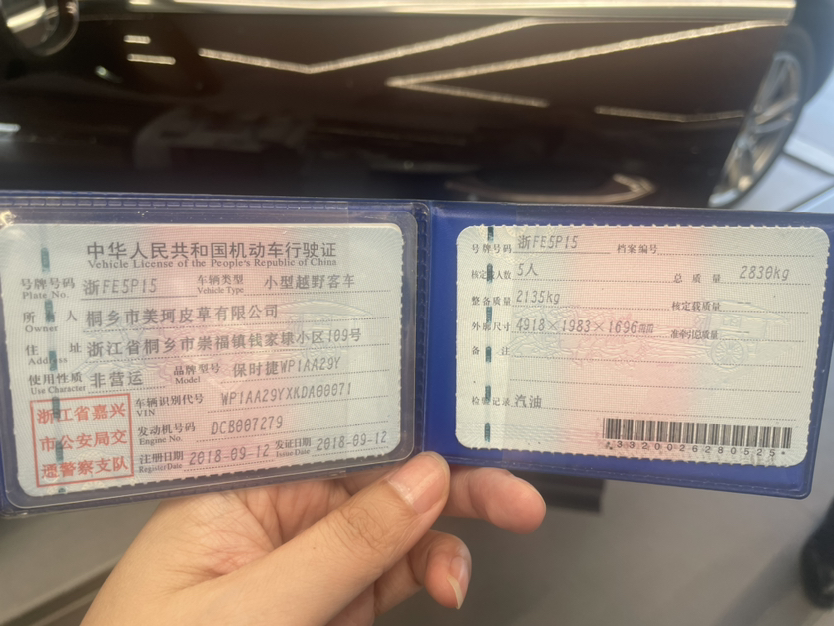 中华人民共和国机动车行驶证
Vehicle License of the People's Republic of China
号牌号码 浙FE5P15 车辆类型 小型越野客车
Plate No. Vehicle Type
所有人 桐乡市美珂皮草有限公司
Owner
住址 浙江省桐乡市崇福镇钱家埭小区109号
Address
使用性质 非营运 品牌型号 保时捷WP1AA29Y
Use Character Model
浙江省嘉兴
市公安局交
通警察支队
车辆识别代号 WP1AA29YXKDA00071
VIN
发动机号码 DCB007279
Engine No.
注册日期 2018-09-12 发证日期 2018-09-12
Register Date Issue Date
号牌号码 浙FE5P15 档案编号
核定载人数 5人 总质量 2830kg
整备质量 2135kg 核定载质量 --
外廓尺寸 4918×1983×1696mm 准牵引总质量 --
备注
检验记录 汽油
*3320026280525*